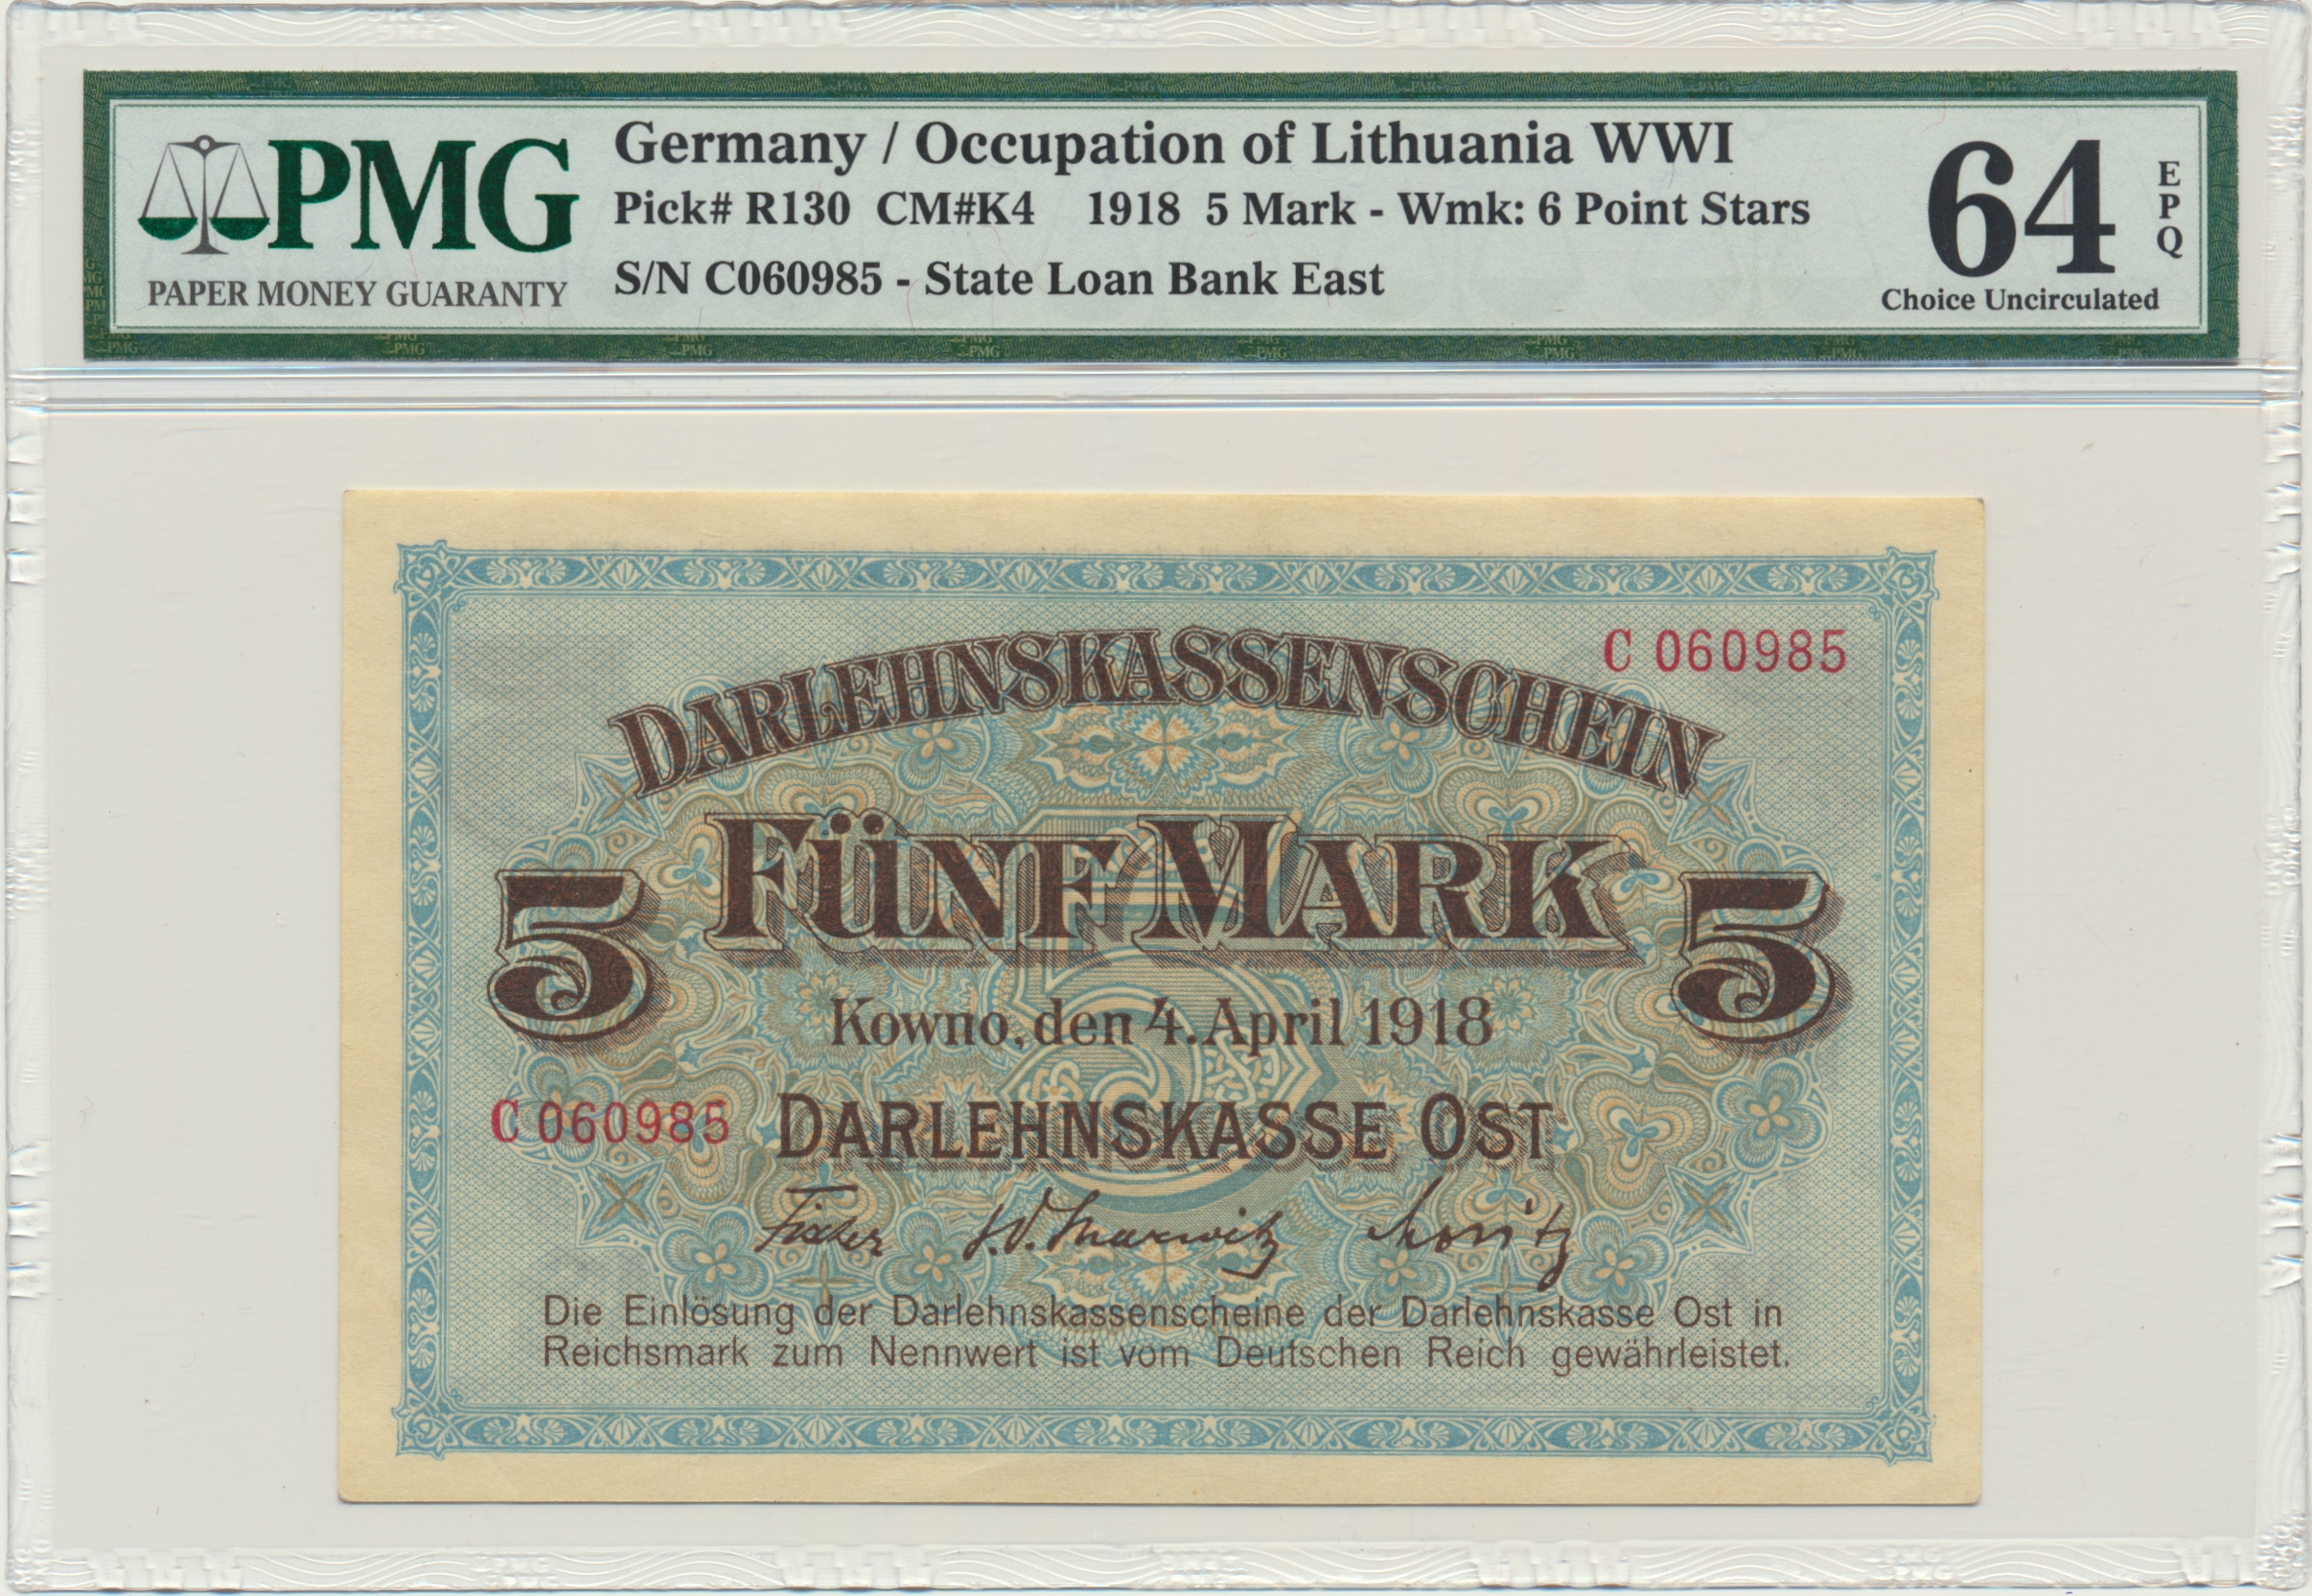 PMG
PAPER MONEY GUARANTY
Germany / Occupation of Lithuania WWI
Pick# R130 CM#K4 1918 5 Mark - Wmk: 6 Point Stars
S/N C060985 - State Loan Bank East
64
EPQ
Choice Uncirculated
C 060985
DARLEHNSKASSENSCHEIN
FÜNF MARK
5
5
Kowno, den 4. April 1918
C 060985
DARLEHNSKASSE OST
Fischer
Die Einlösung der Darlehnskassenscheine der Darlehnskasse Ost in
Reichsmark zum Nennwert ist vom Deutschen Reich gewährleistet.